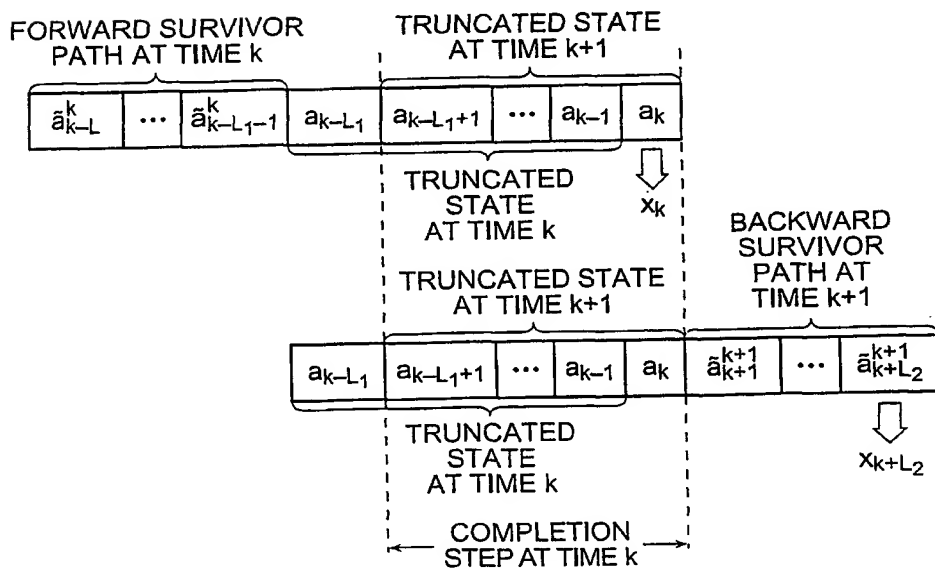 FORWARD SURVIVOR
PATH AT TIME k
TRUNCATED STATE
AT TIME k+1
ã^k_{k–L} ··· ã^k_{k–L₁–1} a_{k–L₁} a_{k–L₁+1} ··· a_{k–1} a_k
TRUNCATED
STATE
AT TIME k
x_k
BACKWARD
SURVIVOR
PATH AT
TIME k+1
TRUNCATED STATE
AT TIME k+1
a_{k–L₁} a_{k–L₁+1} ··· a_{k–1} a_k ã^{k+1}_{k+1} ··· ã^{k+1}_{k+L₂}
TRUNCATED
STATE
AT TIME k
x_{k+L₂}
COMPLETION
STEP AT TIME k